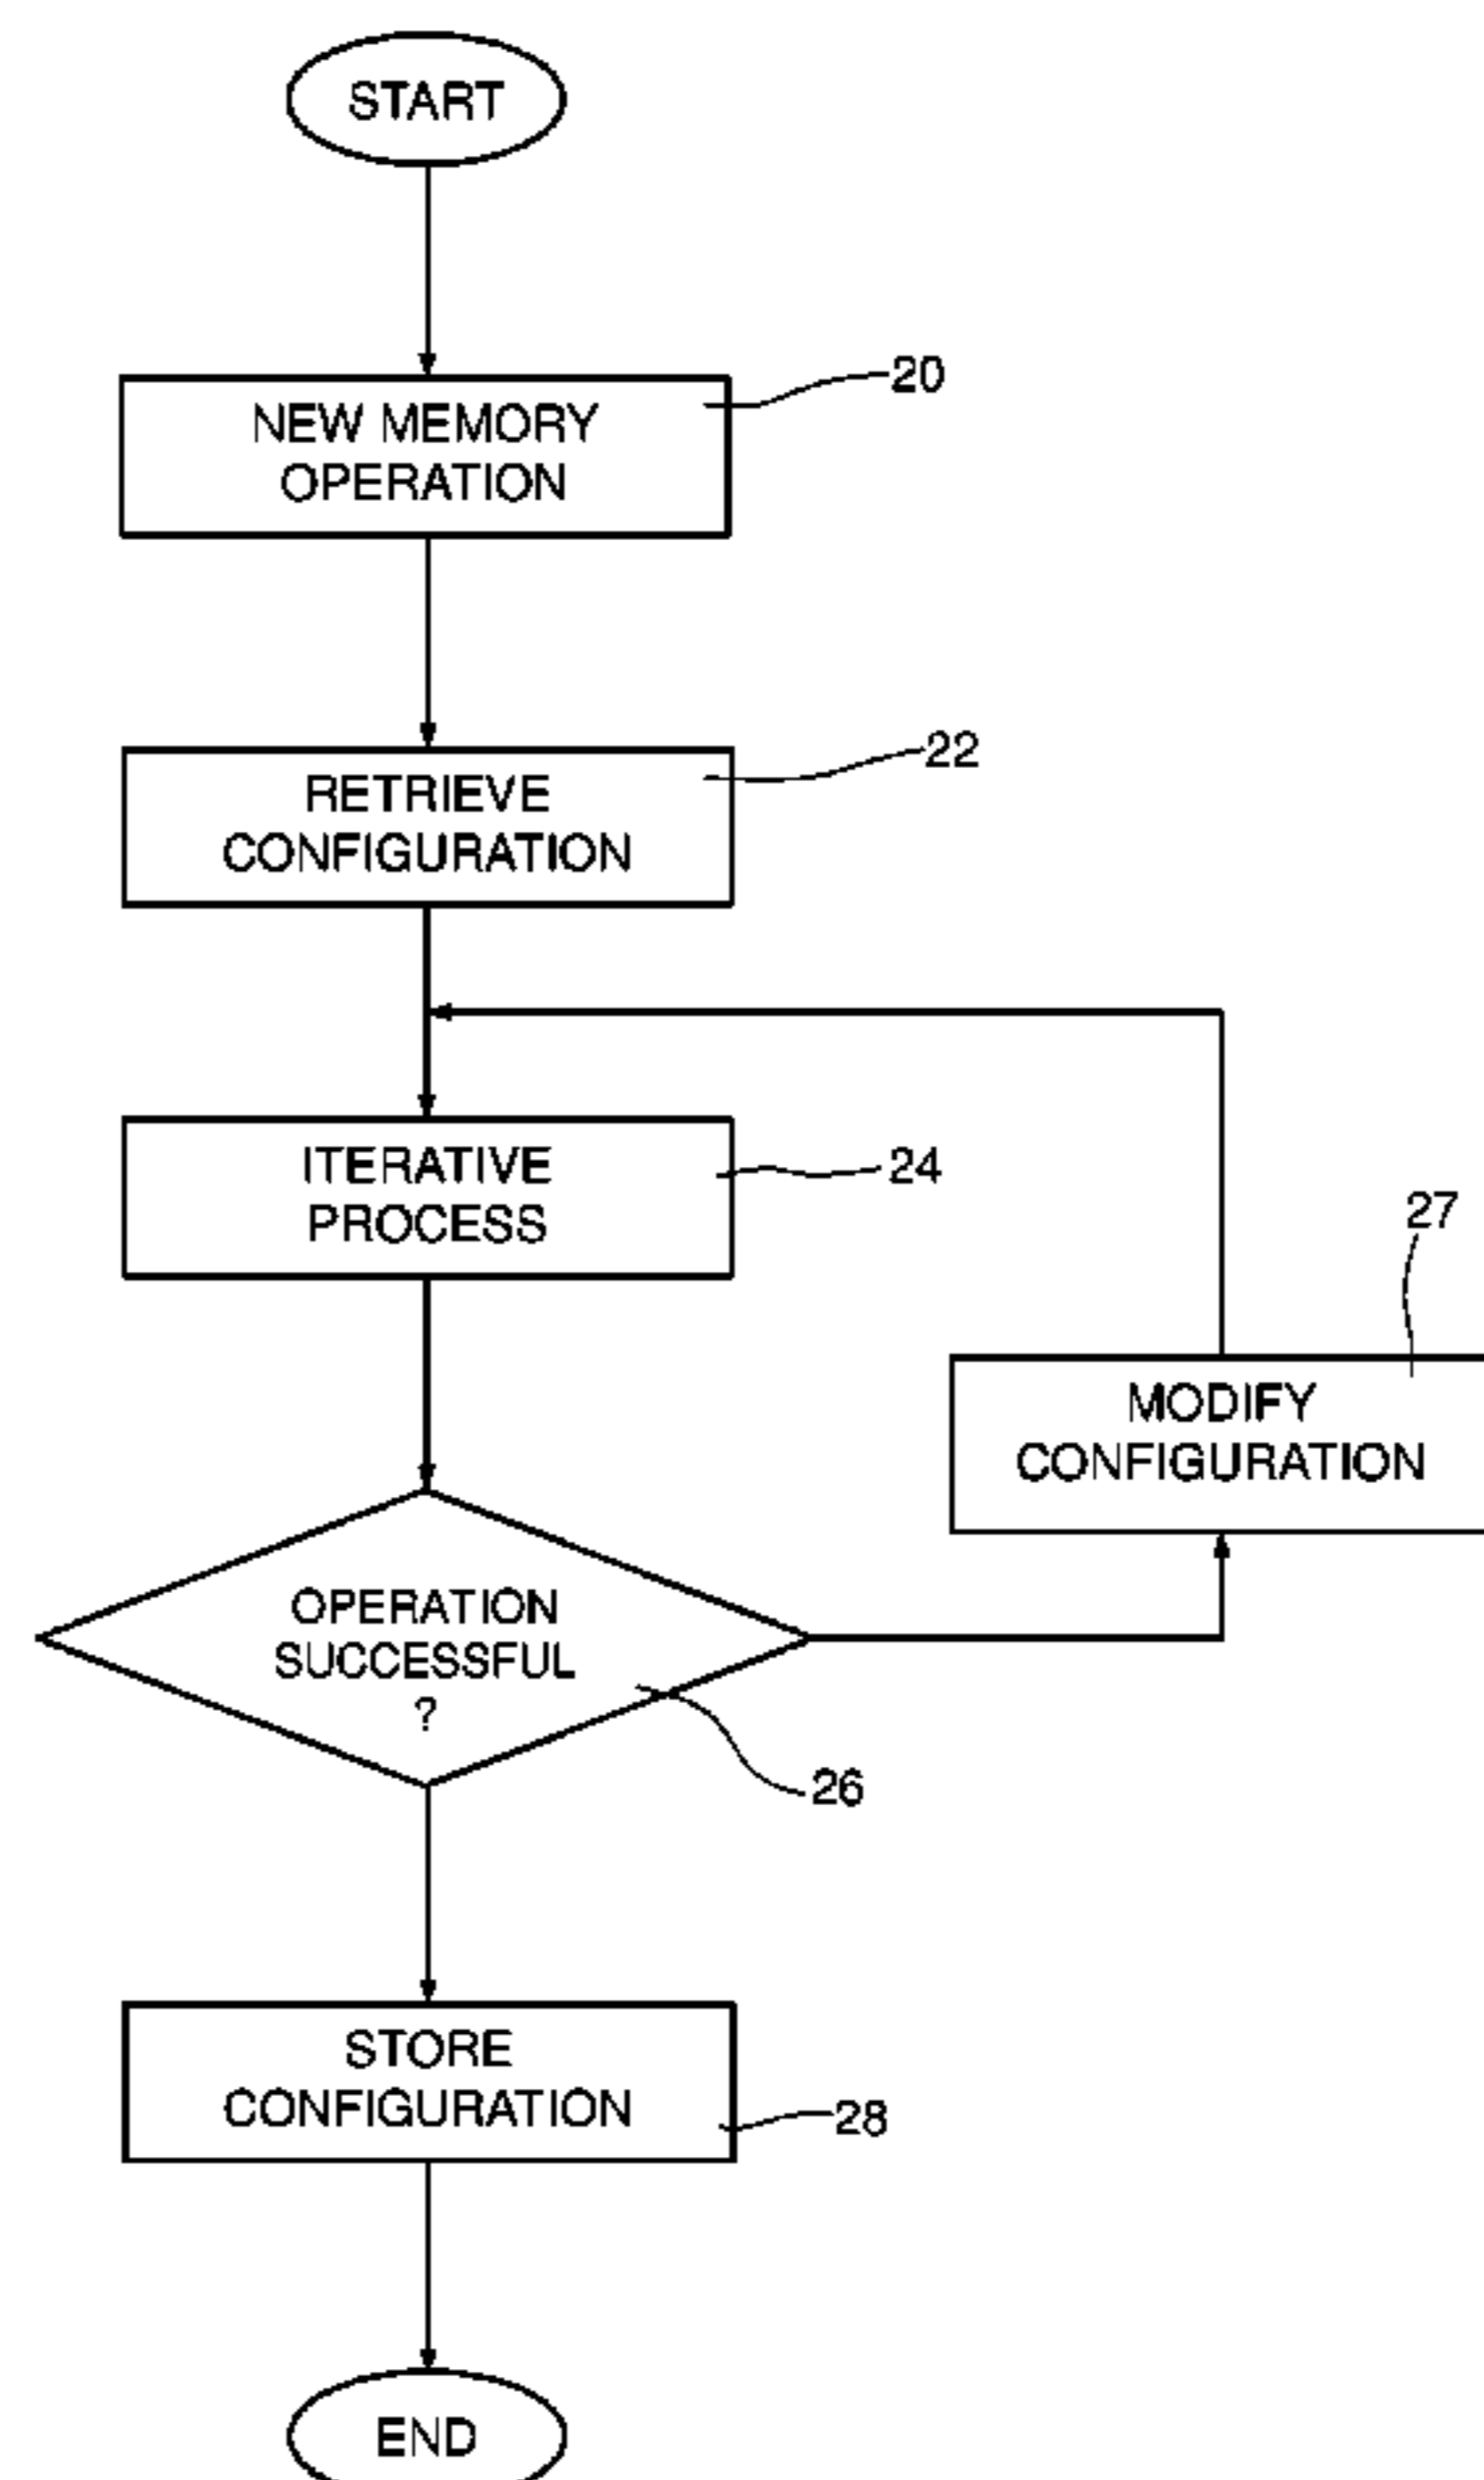 START
20
NEW MEMORY
OPERATION
22
RETRIEVE
CONFIGURATION
ITERATIVE
PROCESS
24
27
MODIFY
CONFIGURATION
OPERATION
SUCCESSFUL
?
26
STORE
CONFIGURATION
28
END